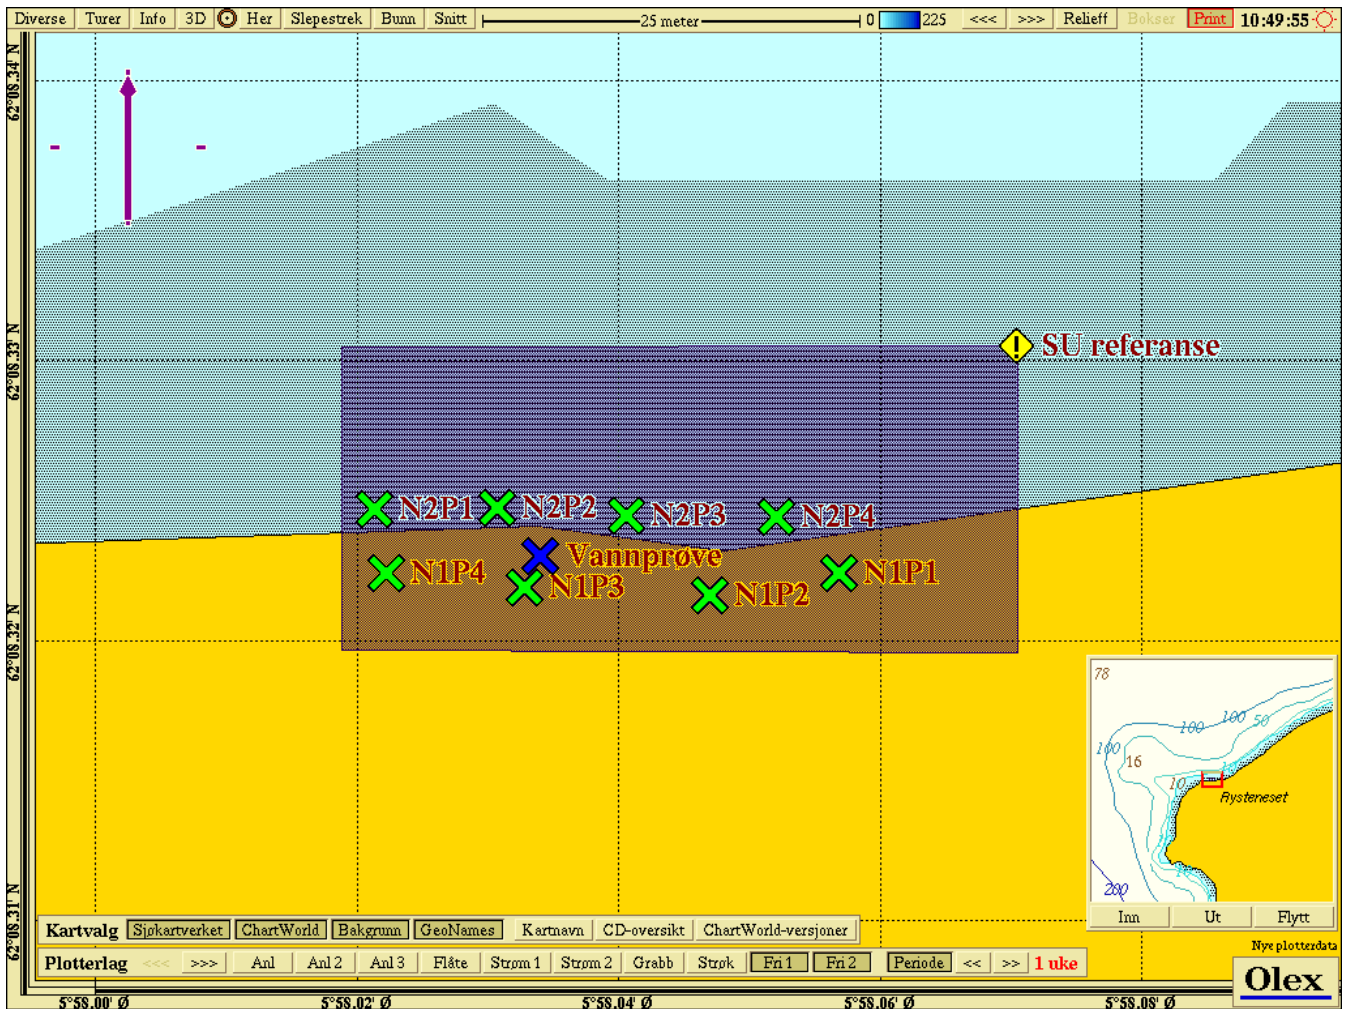 Diverse Turer Info 3D Her Slepestrek Bunn Snitt 25 meter 0 225 <<< >>> Relieff Bokser Print 10:49:55
62°08.34' N
62°08.33' N
SU referanse
N2P1 N2P2 N2P3 N2P4
Vannprøve
N1P4 N1P3 N1P2 N1P1
62°08.32' N
78
100 100 50
100
16
10
Rysteneset
200
Inn Ut Flytt
62°08.31' N
Kartvalg Sjøkartverket ChartWorld Bakgrunn GeoNames Kartnavn CD-oversikt ChartWorld-versjoner
Nye plotterdata
Plotterlag <<< >>> Anl Anl 2 Anl 3 Flåte Strøm 1 Strøm 2 Grabb Strøk Fri 1 Fri 2 Periode << >> 1 uke
Olex
5°58.00' Ø 5°58.02' Ø 5°58.04' Ø 5°58.06' Ø 5°58.08' Ø